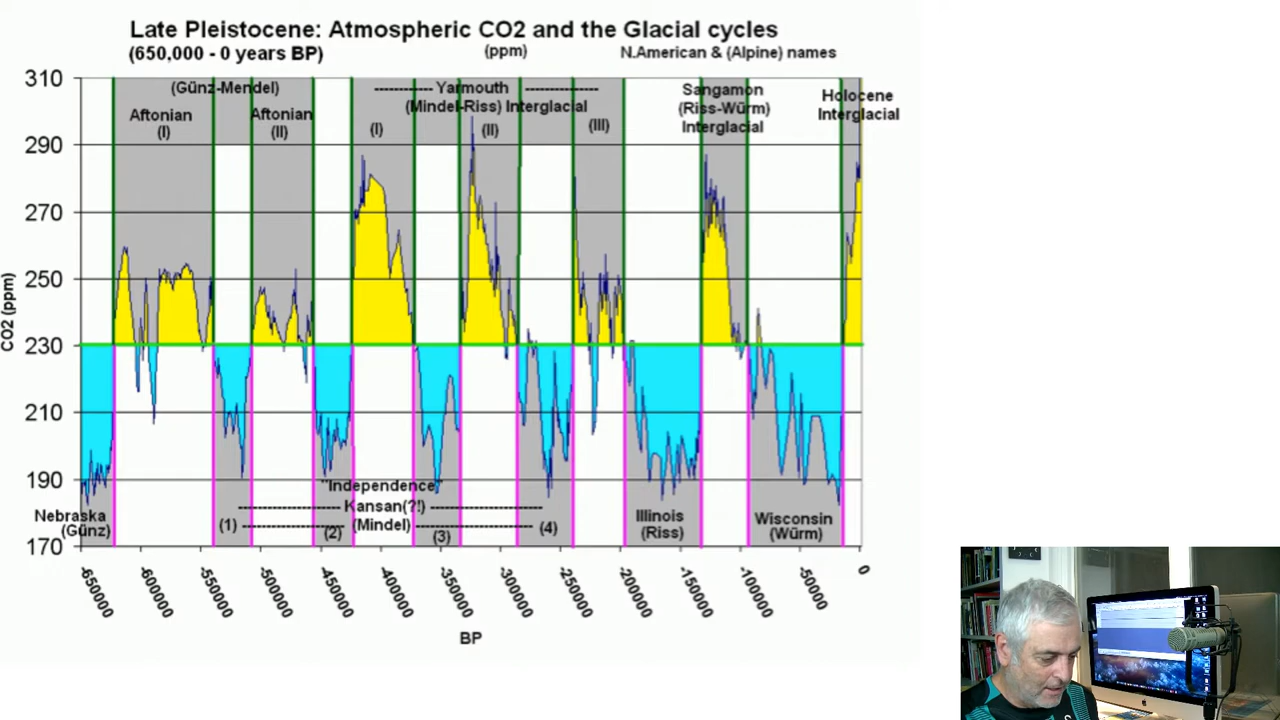 Late Pleistocene: Atmospheric CO2 and the Glacial cycles
(650,000 - 0 years BP)
(ppm)
N.American & (Alpine) names
310
290
270
250
230
210
190
170
CO2 (ppm)
(Günz-Mendel)
Aftonian
(I)
Aftonian
(II)
Yarmouth
(Mindel-Riss) Interglacial
(I)
(II)
(III)
Sangamon
(Riss-Würm)
Interglacial
Holocene
Interglacial
Nebraska
(Günz)
"Independence"
Kansan(?!)
(Mindel)
(1)
(2)
(3)
(4)
Illinois
(Riss)
Wisconsin
(Würm)
-650000
-600000
-550000
-500000
-450000
-400000
-350000
-300000
-250000
-200000
-150000
-100000
-50000
0
BP